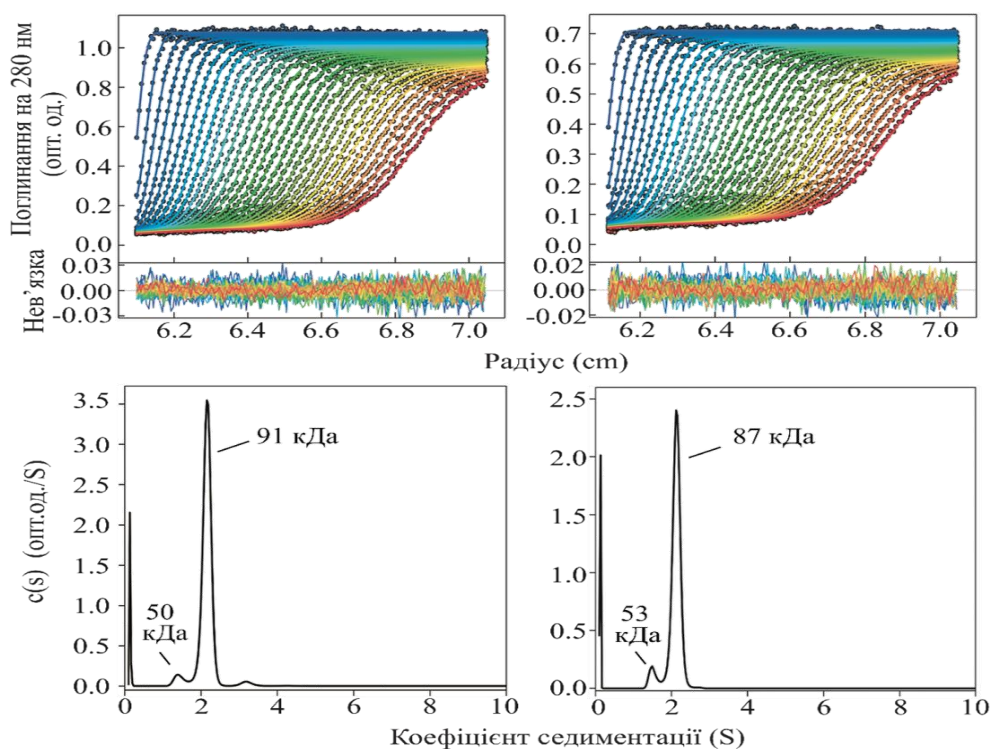 Поглинання на 280 нм
(опт. од.)
1.0
0.8
0.6
0.4
0.2
0.0
0.7
0.6
0.5
0.4
0.3
0.2
0.1
0.0
Нев’язка
0.03
0.00
-0.03
0.02
0.00
-0.02
6.2 6.4 6.6 6.8 7.0
6.2 6.4 6.6 6.8 7.0
Радіус (cm)
c(s) (опт.од./S)
3.5
3.0
2.5
2.0
1.5
1.0
0.5
0.0
91 кДа
50
кДа
0 2 4 6 8 10
2.5
2.0
1.5
1.0
0.5
0.0
87 кДа
53
кДа
0 2 4 6 8 10
Коефіцієнт седиментації (S)